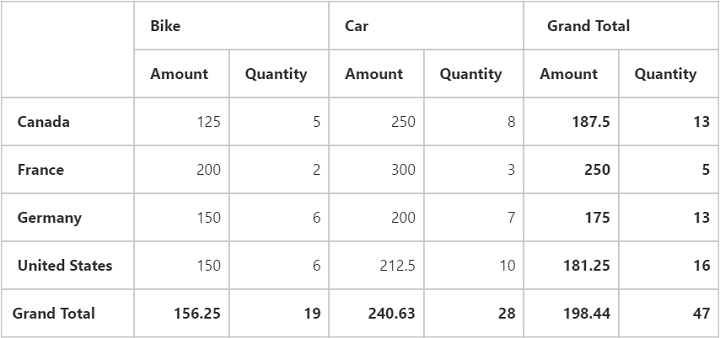 Bike Car Grand Total
Amount Quantity Amount Quantity Amount Quantity
Canada 125 5 250 8 187.5 13
France 200 2 300 3 250 5
Germany 150 6 200 7 175 13
United States 150 6 212.5 10 181.25 16
Grand Total 156.25 19 240.63 28 198.44 47